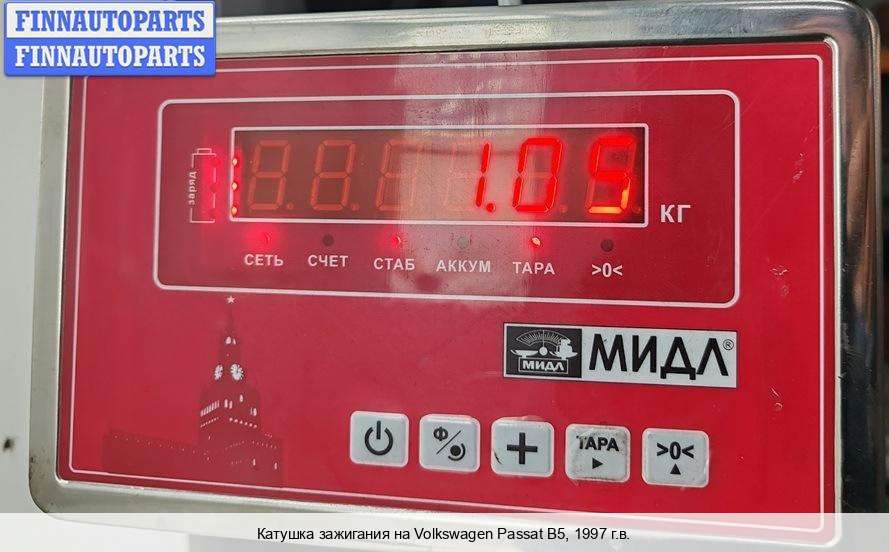 FINNAUTOPARTS
FINNAUTOPARTS
заряд
1.05
КГ
СЕТЬ СЧЕТ СТАБ АККУМ ТАРА >0<
МИДЛ
МИДЛ®
Ф
ТАРА >0<
Катушка зажигания на Volkswagen Passat B5, 1997 г.в.